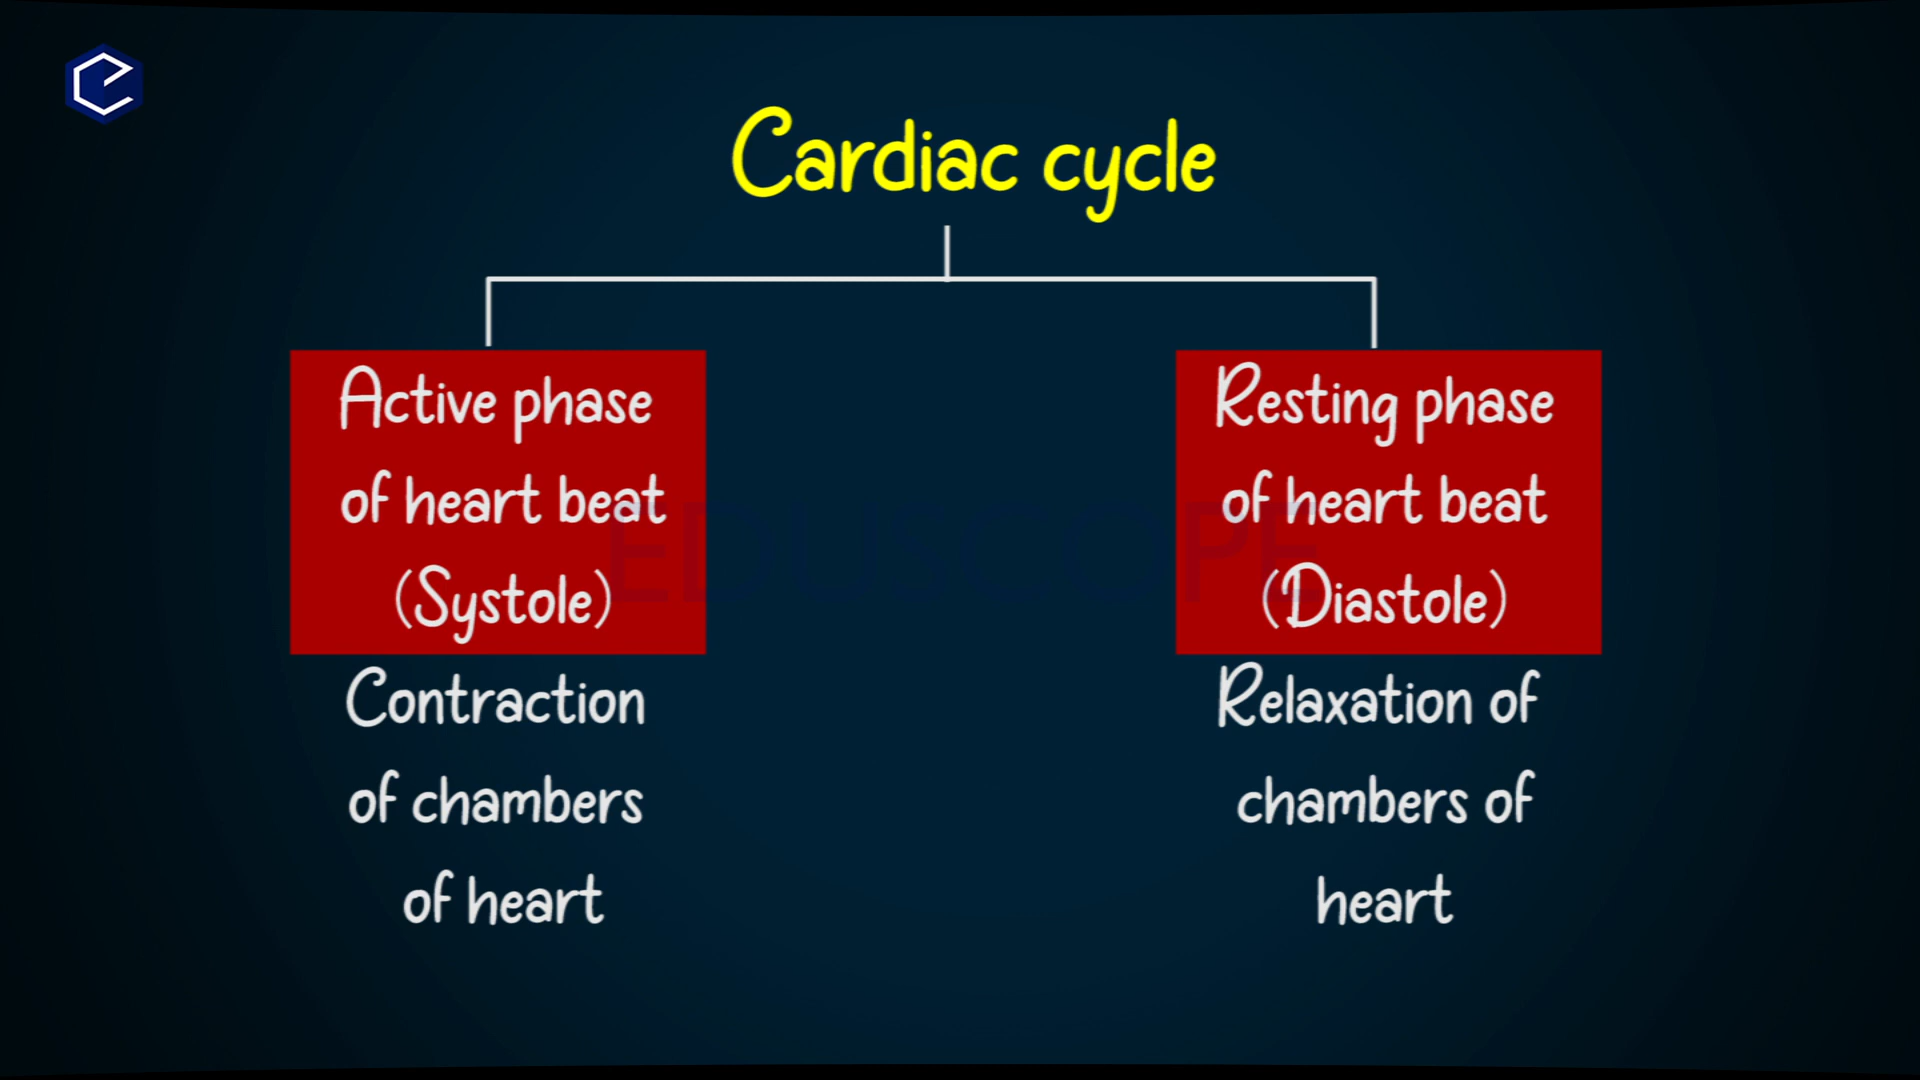 Cardiac cycle
Active phase
of heart beat
(Systole)
Contraction
of chambers
of heart
Resting phase
of heart beat
(Diastole)
Relaxation of
chambers of
heart
EDUSCOPE